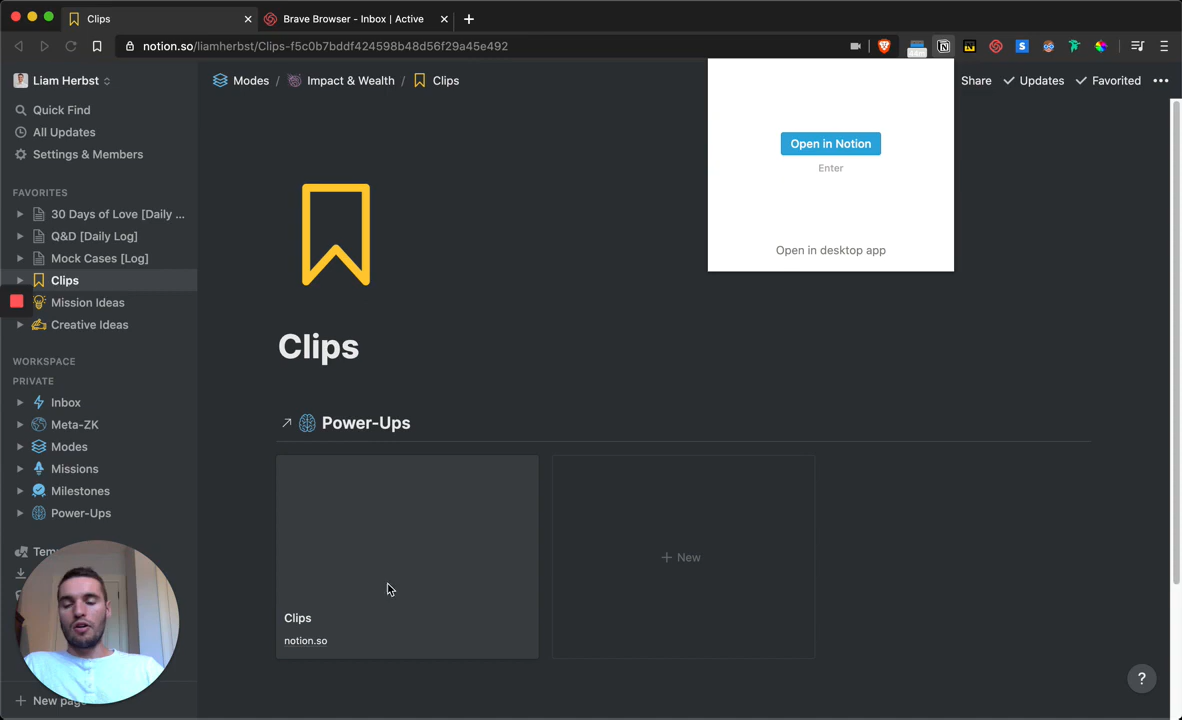 Clips
Brave Browser - Inbox | Active
notion.so/liamherbst/Clips-f5c0b7bddf424598b48d56f29a45e492
44m
Liam Herbst
Modes / Impact & Wealth / Clips
Share
Updates
Favorited
Quick Find
All Updates
Settings & Members
FAVORITES
30 Days of Love [Daily ...
Q&D [Daily Log]
Mock Cases [Log]
Clips
Mission Ideas
Creative Ideas
WORKSPACE
PRIVATE
Inbox
Meta-ZK
Modes
Missions
Milestones
Power-Ups
New
Open in Notion
Enter
Open in desktop app
Clips
Power-Ups
Clips
notion.so
New
?